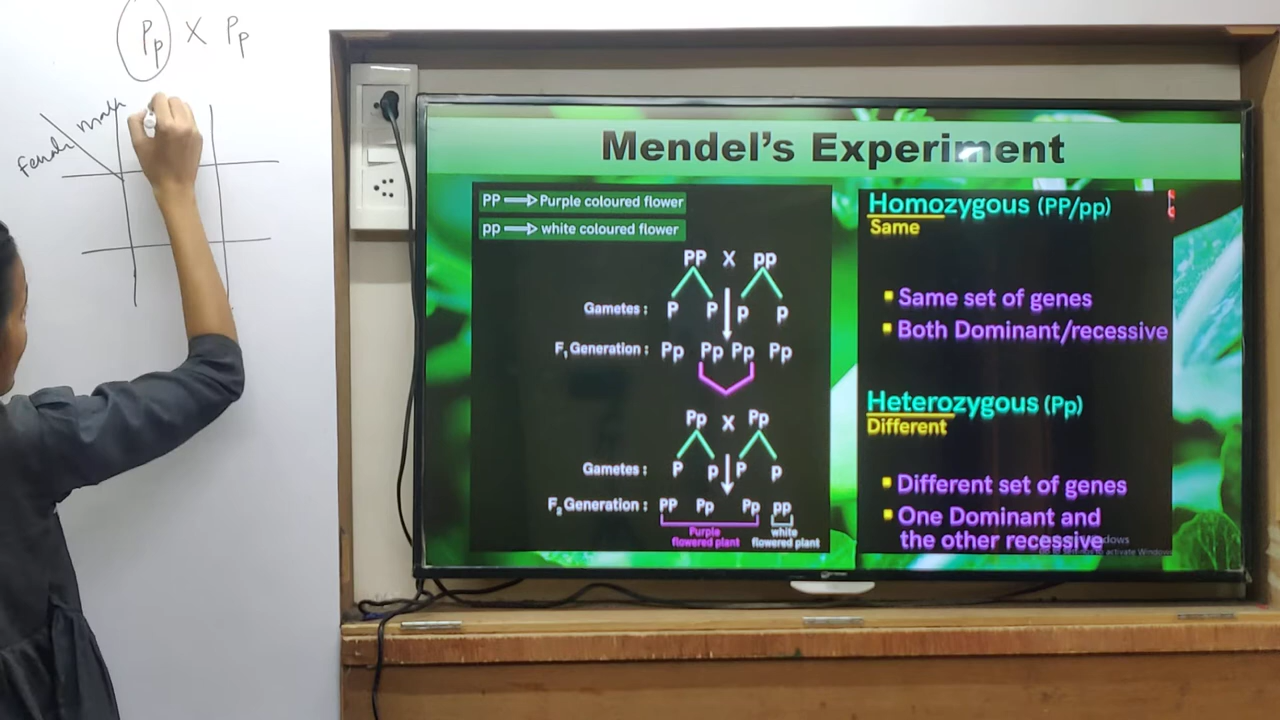 Pp X Pp
male
female
Mendel's Experiment
PP ⟹ Purple coloured flower
pp ⟹ white coloured flower
PP X pp
Gametes : P P p p
F₁ Generation : Pp Pp Pp Pp
Pp X Pp
Gametes : P p P p
F₂ Generation : PP Pp Pp pp
Purple
flowered plant
white
flowered plant
Homozygous (PP/pp)
Same
Same set of genes
Both Dominant/recessive
Heterozygous (Pp)
Different
Different set of genes
One Dominant and
the other recessive
to activate Windows